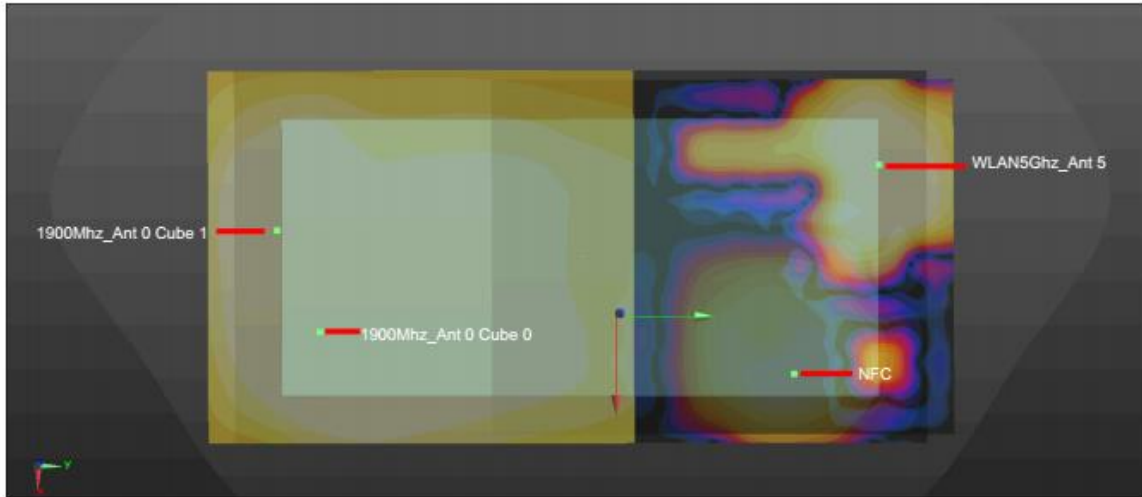 WLAN5Ghz_Ant 5
1900Mhz_Ant 0 Cube 1
1900Mhz_Ant 0 Cube 0
NFC
Y